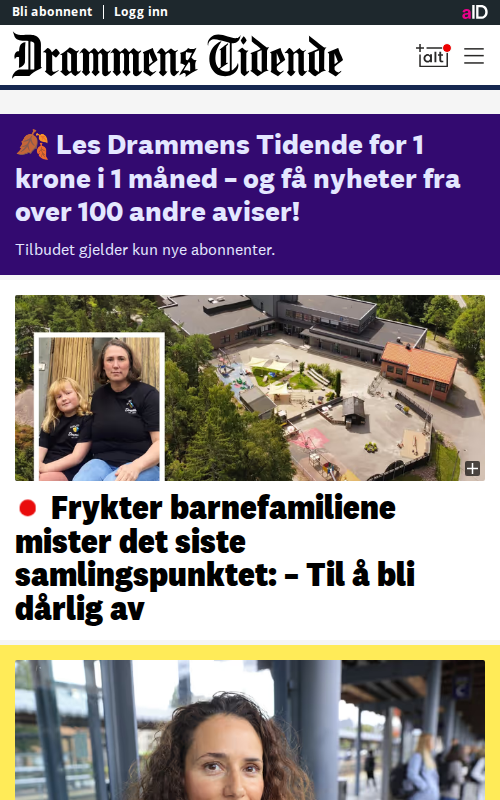 Bli abonnent
Logg inn
aID
Drammens Tidende
+alt
Les Drammens Tidende for 1
krone i 1 måned – og få nyheter fra
over 100 andre aviser!
Tilbudet gjelder kun nye abonnenter.
Frykter barnefamiliene
mister det siste
samlingspunktet: – Til å bli
dårlig av